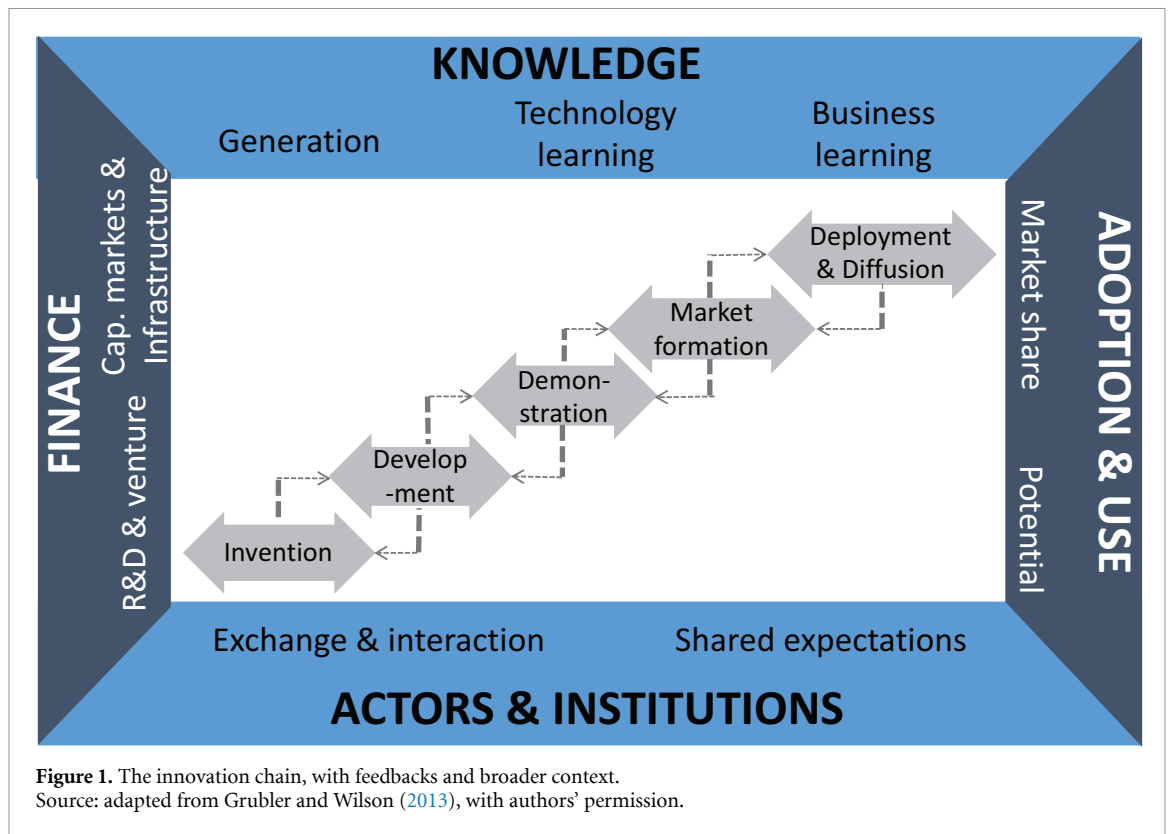 KNOWLEDGE
Generation
Technology
learning
Business
learning
FINANCE
Cap. markets &
Infrastructure
R&D & venture
Deployment
& Diffusion
Market
formation
Demon-
stration
Develop
-ment
Invention
Market share
Potential
ADOPTION & USE
Exchange & interaction
Shared expectations
ACTORS & INSTITUTIONS
Figure 1. The innovation chain, with feedbacks and broader context.
Source: adapted from Grubler and Wilson (2013), with authors’ permission.